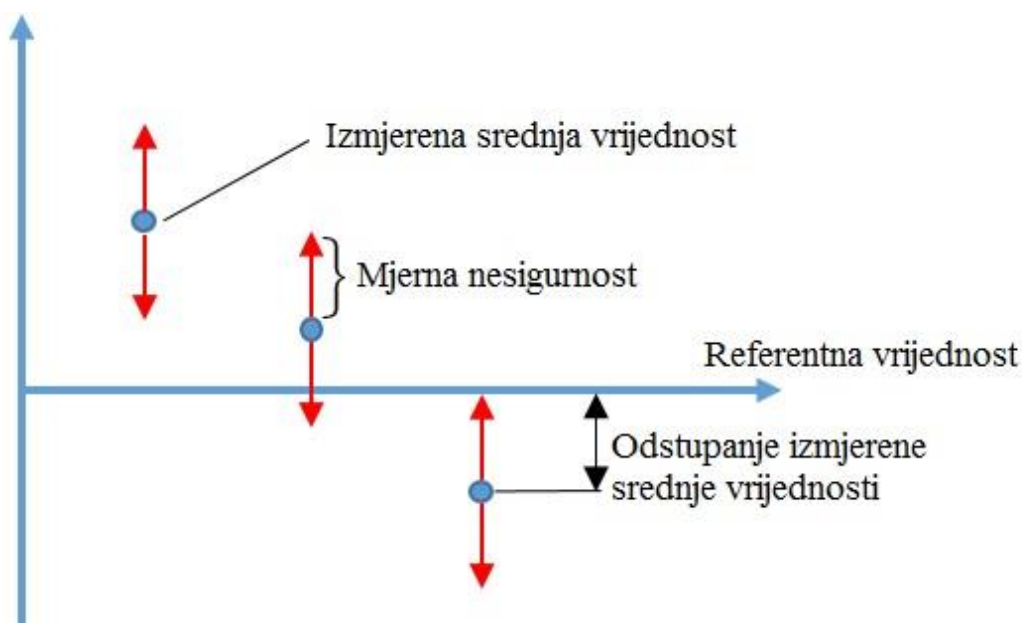 Izmjerena srednja vrijednost
Mjerna nesigurnost
Referentna vrijednost
Odstupanje izmjerene
srednje vrijednosti